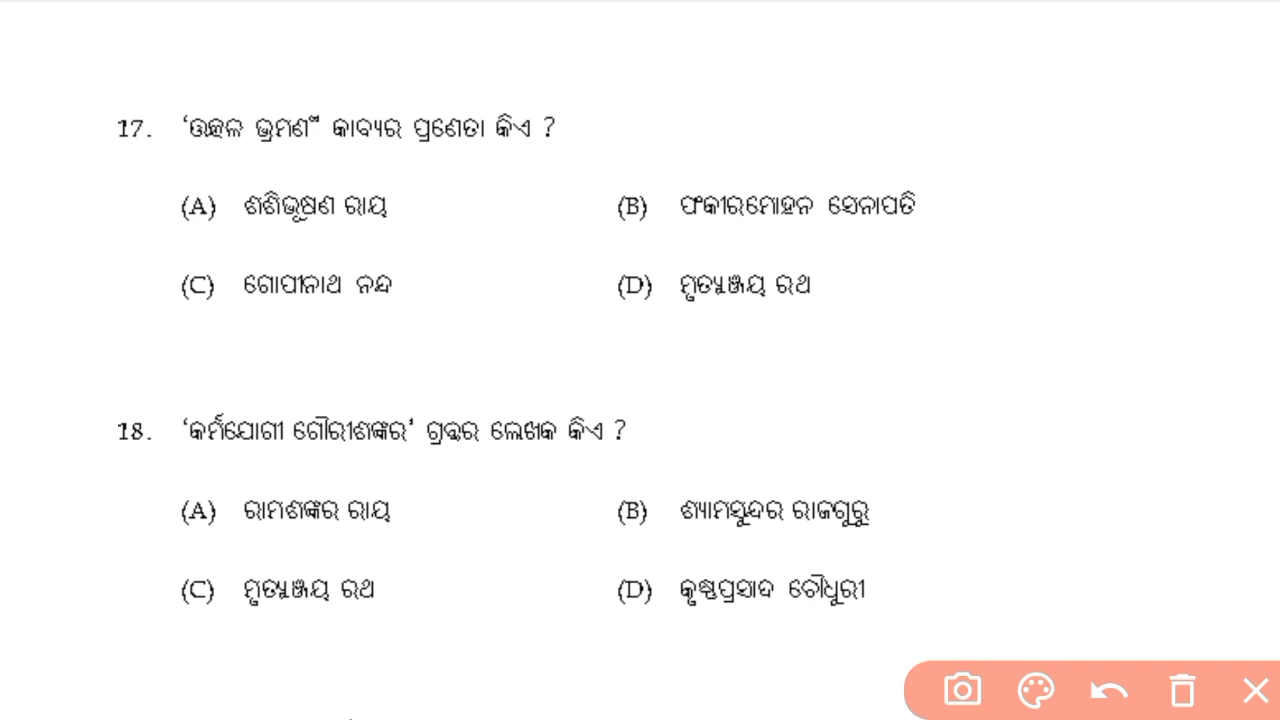 17. ‘ଉତ୍କଳ ଭ୍ରମଣ” କାବ୍ୟର ପ୍ରଣେତା କିଏ ?
(A) ଶଶିଭୂଷଣ ରାୟ (B) ଫକୀରମୋହନ ସେନାପତି
(C) ଗୋପୀନାଥ ନନ୍ଦ (D) ମୃତ୍ୟୁଞ୍ଜୟ ରଥ
18. ‘କର୍ମଯୋଗୀ ଗୌରୀଶଙ୍କର‘ ଗ୍ରନ୍ଥର ଲେଖକ କିଏ ?
(A) ରାମଶଙ୍କର ରାୟ (B) ଶ୍ୟାମସୁନ୍ଦର ରାଜଗୁରୁ
(C) ମୃତ୍ୟୁଞ୍ଜୟ ରଥ (D) କୃଷ୍ଣପ୍ରସାଦ ଚୌଧୁରୀ